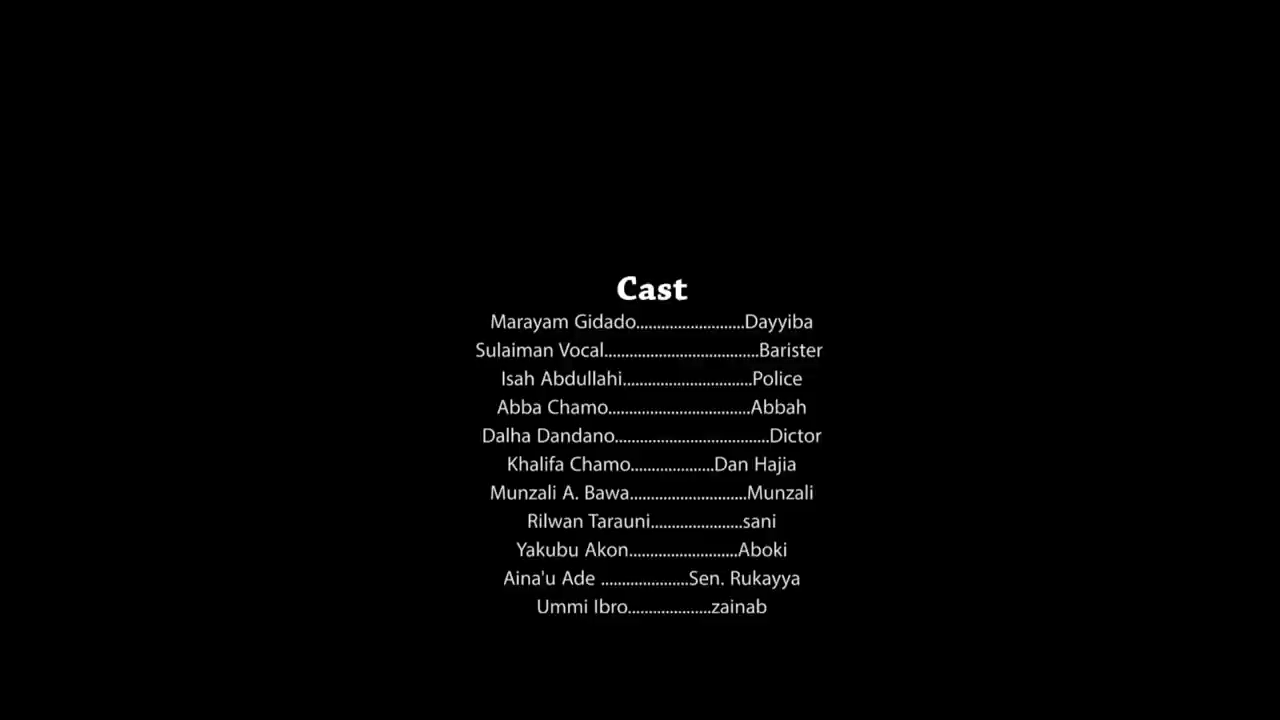 Cast
Marayam Gidado..........................Dayyiba
Sulaiman Vocal.....................................Barister
Isah Abdullahi...............................Police
Abba Chamo..................................Abbah
Dalha Dandano.....................................Dictor
Khalifa Chamo....................Dan Hajia
Munzali A. Bawa............................Munzali
Rilwan Tarauni......................sani
Yakubu Akon..........................Aboki
Aina'u Ade .....................Sen. Rukayya
Ummi Ibro....................zainab